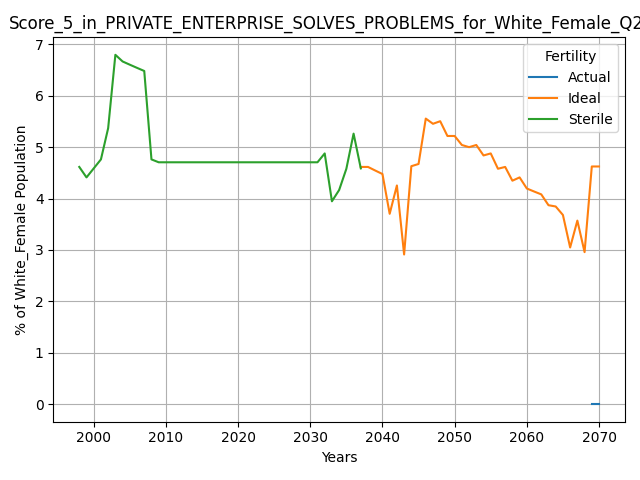 Score_5_in_PRIVATE_ENTERPRISE_SOLVES_PROBLEMS_for_White_Female_Q2
Fertility
Actual
Ideal
Sterile
% of White_Female Population
7
6
5
4
3
2
1
0
2000 2010 2020 2030 2040 2050 2060 2070
Years